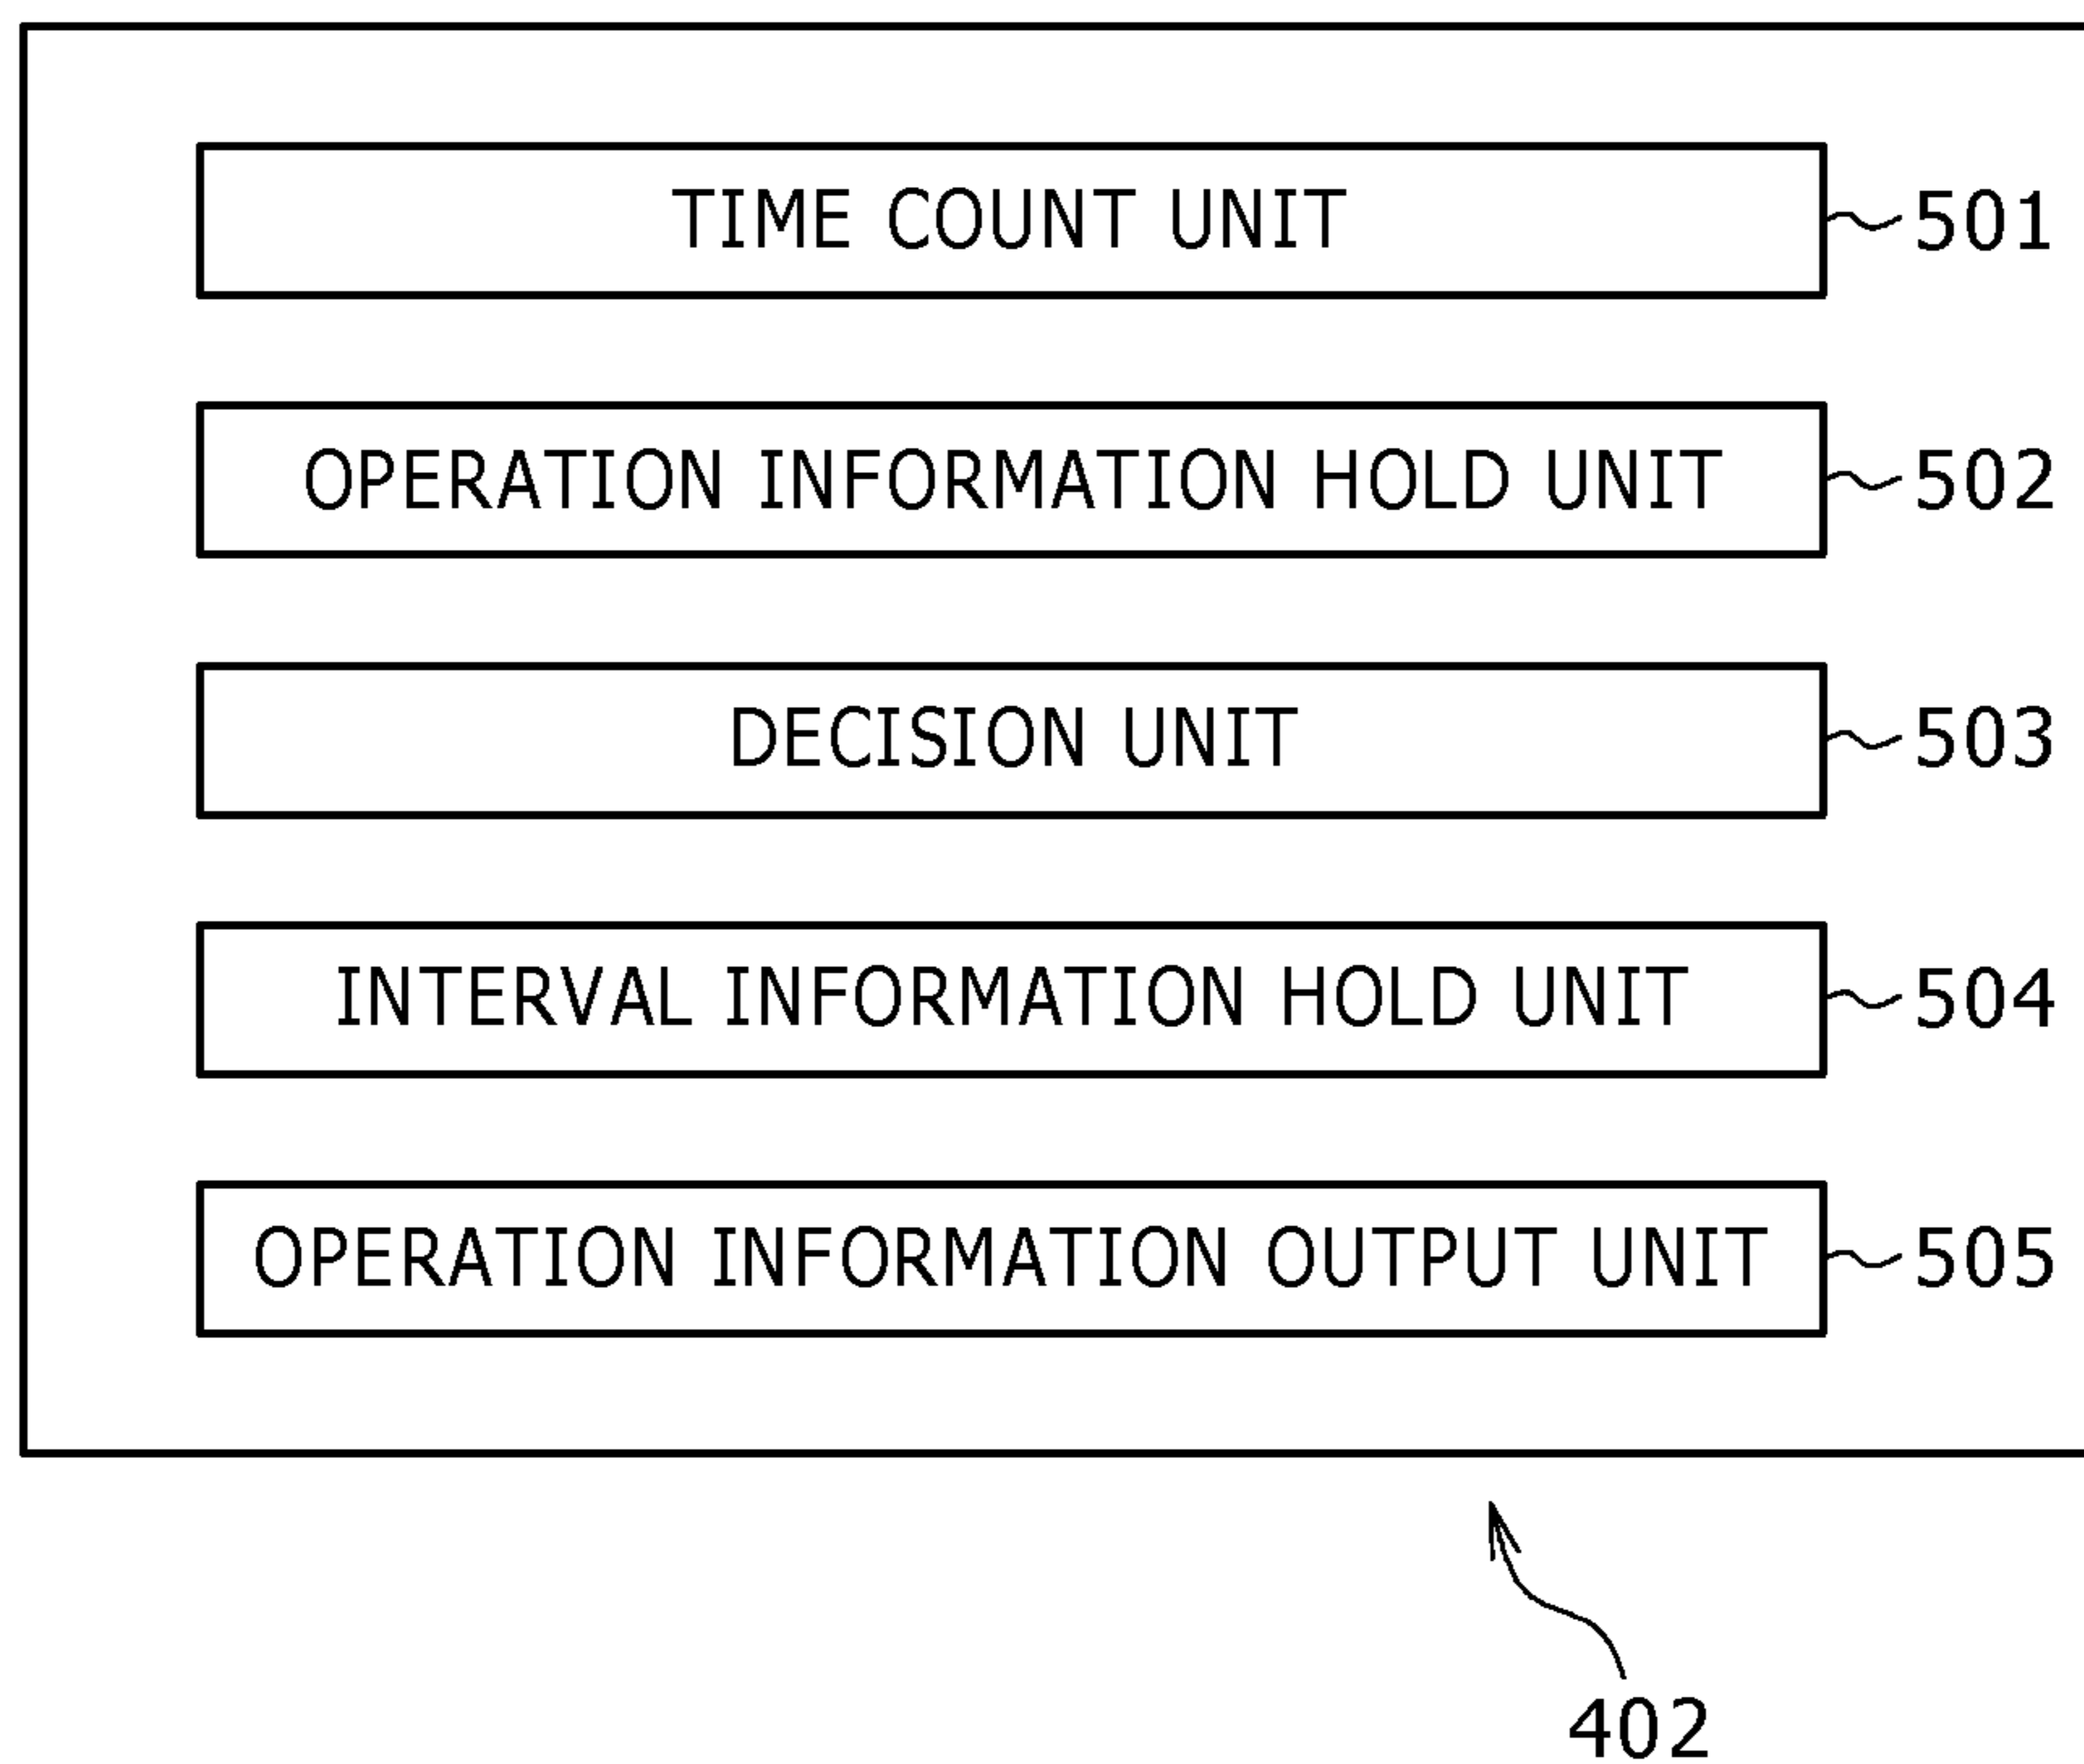 TIME COUNT UNIT 501
OPERATION INFORMATION HOLD UNIT 502
DECISION UNIT 503
INTERVAL INFORMATION HOLD UNIT 504
OPERATION INFORMATION OUTPUT UNIT 505
402